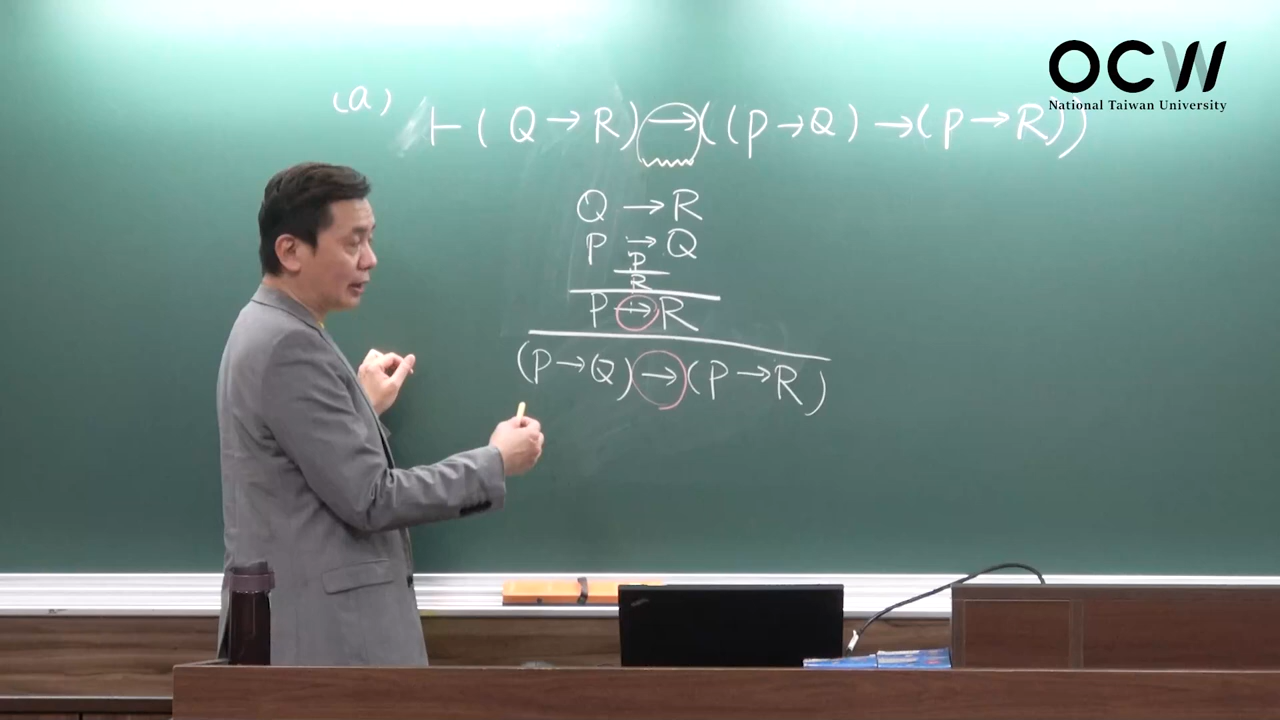 OCW
National Taiwan University
(a) ⊢ (Q→R)→((P→Q)→(P→R))
Q→R
P→Q
P
R
P→R
(P→Q)→(P→R)